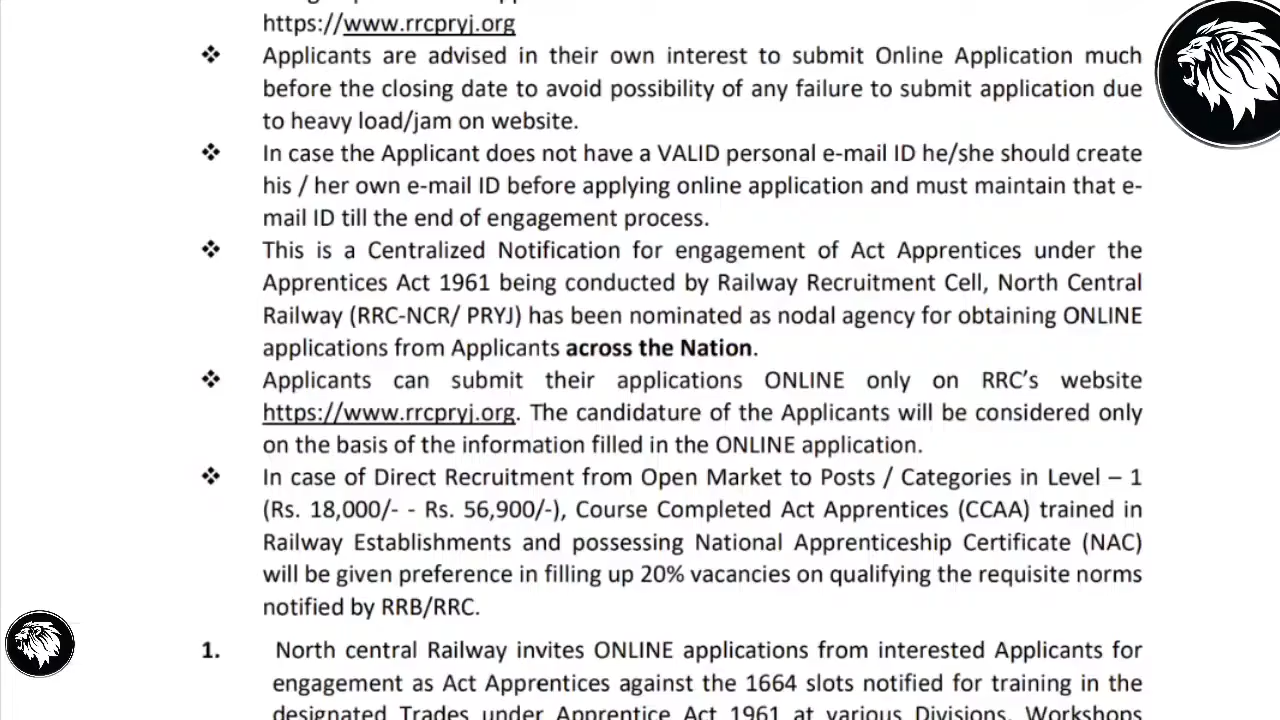 https://www.rrcpryj.org
❖ Applicants are advised in their own interest to submit Online Application much
before the closing date to avoid possibility of any failure to submit application due
to heavy load/jam on website.
❖ In case the Applicant does not have a VALID personal e-mail ID he/she should create
his / her own e-mail ID before applying online application and must maintain that e-
mail ID till the end of engagement process.
❖ This is a Centralized Notification for engagement of Act Apprentices under the
Apprentices Act 1961 being conducted by Railway Recruitment Cell, North Central
Railway (RRC-NCR/ PRYJ) has been nominated as nodal agency for obtaining ONLINE
applications from Applicants across the Nation.
❖ Applicants can submit their applications ONLINE only on RRC’s website
https://www.rrcpryj.org. The candidature of the Applicants will be considered only
on the basis of the information filled in the ONLINE application.
❖ In case of Direct Recruitment from Open Market to Posts / Categories in Level – 1
(Rs. 18,000/- - Rs. 56,900/-), Course Completed Act Apprentices (CCAA) trained in
Railway Establishments and possessing National Apprenticeship Certificate (NAC)
will be given preference in filling up 20% vacancies on qualifying the requisite norms
notified by RRB/RRC.
1. North central Railway invites ONLINE applications from interested Applicants for
engagement as Act Apprentices against the 1664 slots notified for training in the
designated Trades under Apprentice Act 1961 at various Divisions, Workshops